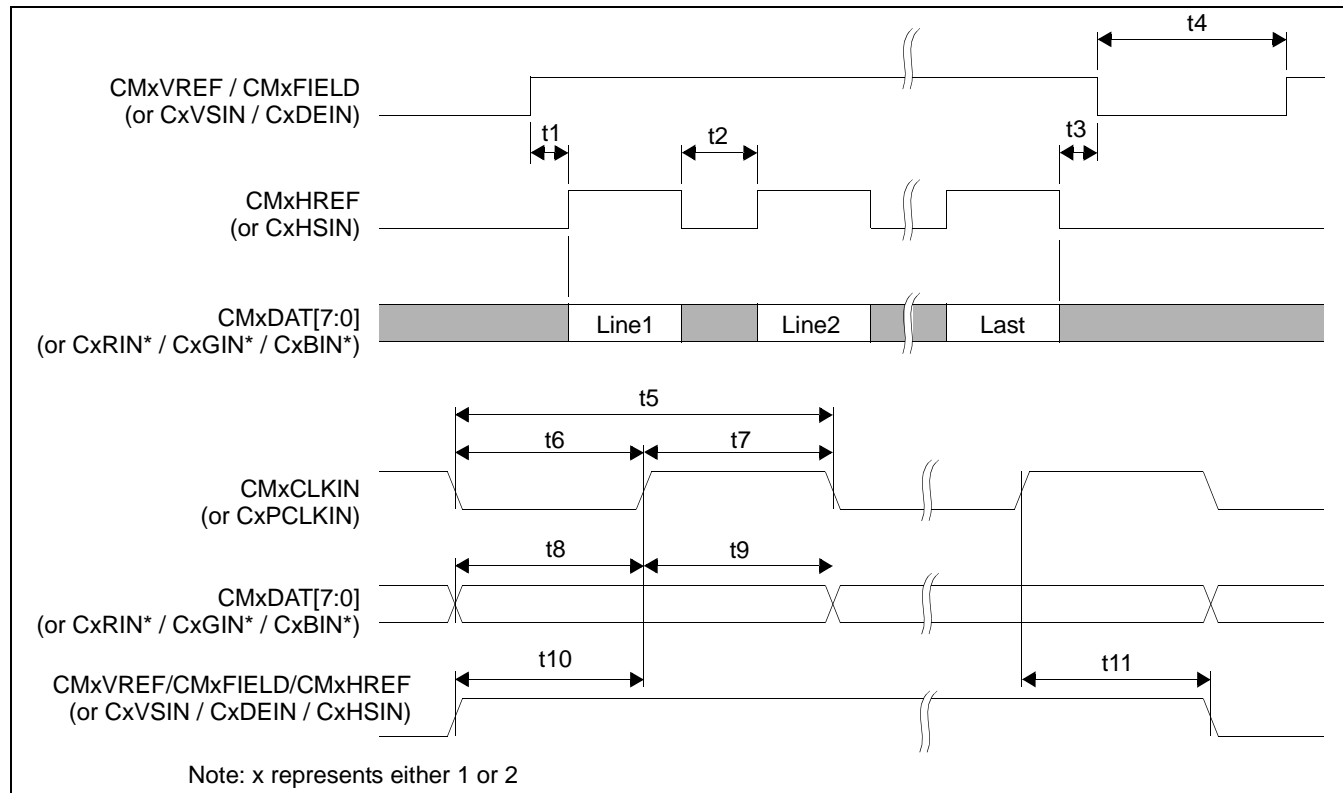 t4
CMxVREF / CMxFIELD
(or CxVSIN / CxDEIN)
t1
t2
t3
CMxHREF
(or CxHSIN)
CMxDAT[7:0]
(or CxRIN* / CxGIN* / CxBIN*)
Line1
Line2
Last
t5
t6
t7
CMxCLKIN
(or CxPCLKIN)
t8
t9
CMxDAT[7:0]
(or CxRIN* / CxGIN* / CxBIN*)
t10
t11
CMxVREF/CMxFIELD/CMxHREF
(or CxVSIN / CxDEIN / CxHSIN)
Note: x represents either 1 or 2